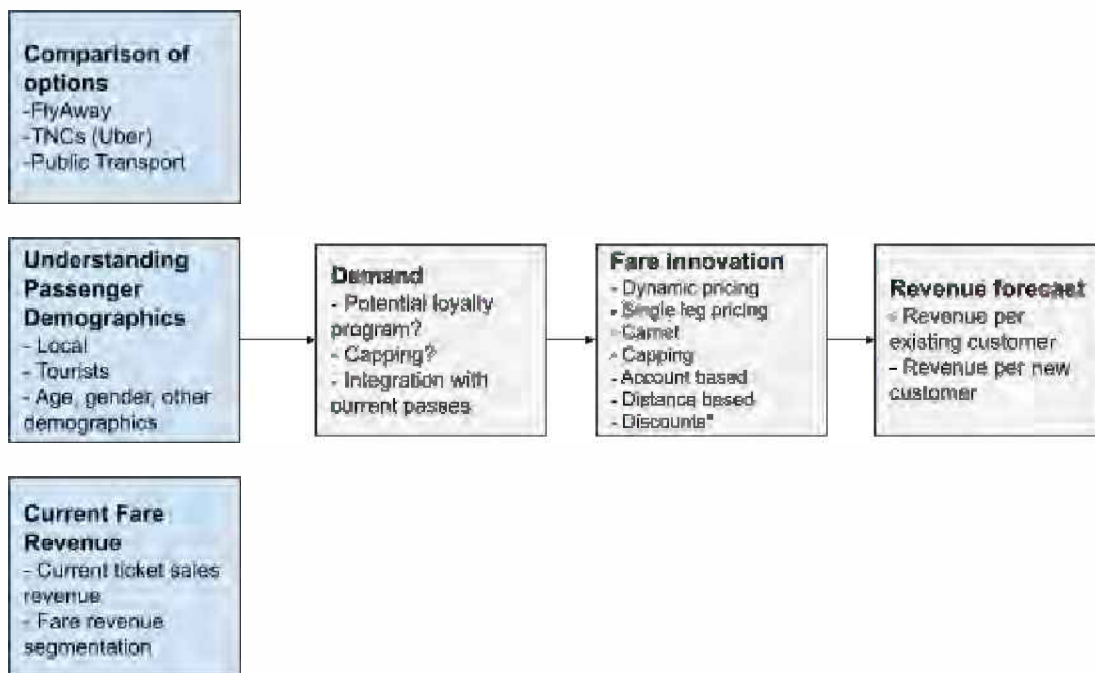 Comparison of
options
-FlyAway
-TNCs (Uber)
-Public Transport
Understanding
Passenger
Demographics
- Local
- Tourists
- Age, gender, other
demographics
Demand
- Potential loyalty
program?
- Capping?
- Integration with
current passes
Fare innovation
- Dynamic pricing
- Single leg pricing
- Carnet
- Capping
- Account based
- Distance based
- Discounts*
Revenue forecast
- Revenue per
existing customer
- Revenue per new
customer
Current Fare
Revenue
- Current ticket sales
revenue
- Fare revenue
segmentation